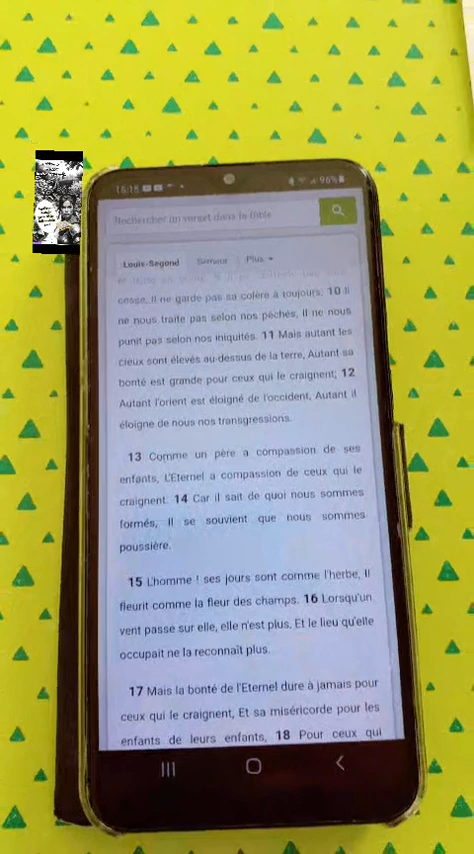 16:15
96%
Rechercher un verset dans la Bible
Louis-Segond Semeur Plus
cesse, Il ne garde pas sa colère à toujours; 10 Il
ne nous traite pas selon nos péchés, Il ne nous
punit pas selon nos iniquités. 11 Mais autant les
cieux sont élevés au-dessus de la terre, Autant sa
bonté est grande pour ceux qui le craignent; 12
Autant l'orient est éloigné de l'occident, Autant il
éloigne de nous nos transgressions.
13 Comme un père a compassion de ses
enfants, L'Eternel a compassion de ceux qui le
craignent. 14 Car il sait de quoi nous sommes
formés, Il se souvient que nous sommes
poussière.
15 L'homme ! ses jours sont comme l'herbe, Il
fleurit comme la fleur des champs. 16 Lorsqu'un
vent passe sur elle, elle n'est plus, Et le lieu qu'elle
occupait ne la reconnaît plus.
17 Mais la bonté de l'Eternel dure à jamais pour
ceux qui le craignent, Et sa miséricorde pour les
enfants de leurs enfants, 18 Pour ceux qui